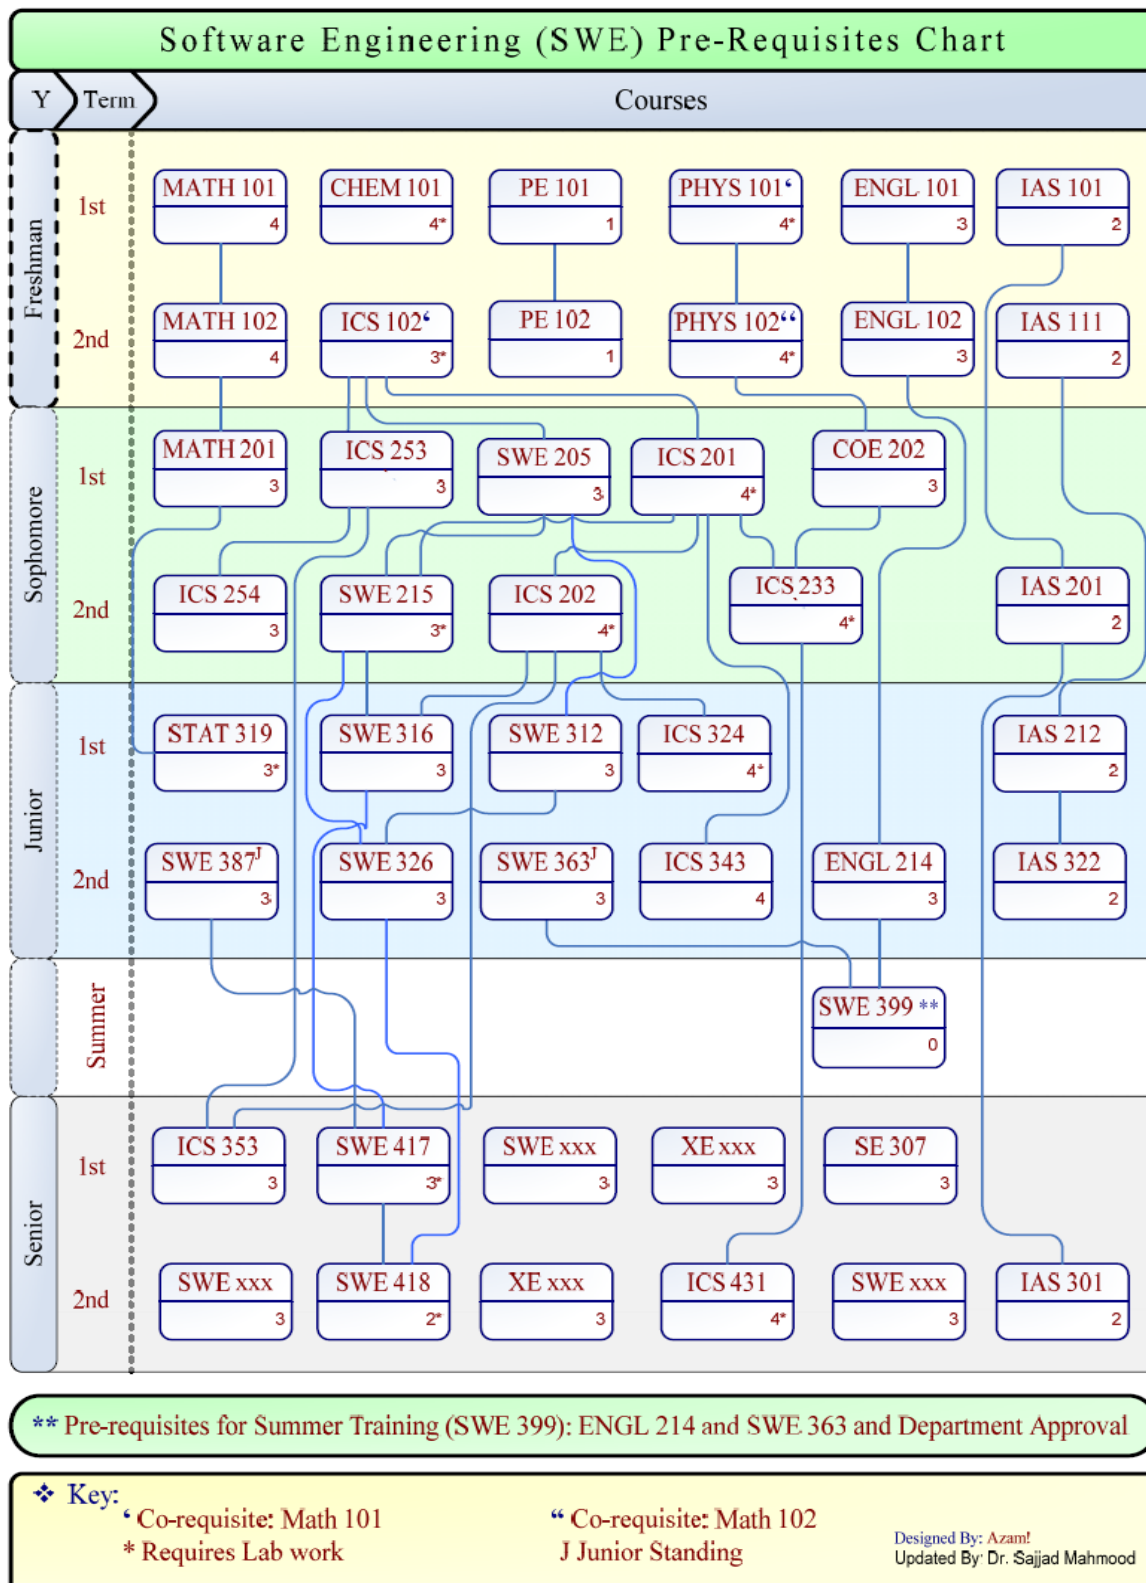 Software Engineering (SWE) Pre-Requisites Chart
Y Term Courses
Freshman
1st
MATH 101 CHEM 101 PE 101 PHYS 101‘ ENGL 101 IAS 101
4 4* 1 4* 3 2
2nd
MATH 102 ICS 102‘ PE 102 PHYS 102“ ENGL 102 IAS 111
4 3* 1 4* 3 2
Sophomore
1st
MATH 201 ICS 253 SWE 205 ICS 201 COE 202
3 3 3 4* 3
2nd
ICS 254 SWE 215 ICS 202 ICS 233 IAS 201
3 3* 4* 4* 2
Junior
1st
STAT 319 SWE 316 SWE 312 ICS 324 IAS 212
3* 3 3 4* 2
2nd
SWE 387J SWE 326 SWE 363J ICS 343 ENGL 214 IAS 322
3 3 3 4 3 2
Summer
SWE 399 **
0
Senior
1st
ICS 353 SWE 417 SWE xxx XE xxx SE 307
3 3* 3 3 3
2nd
SWE xxx SWE 418 XE xxx ICS 431 SWE xxx IAS 301
3 2* 3 4* 3 2
** Pre-requisites for Summer Training (SWE 399): ENGL 214 and SWE 363 and Department Approval
❖ Key:
‘ Co-requisite: Math 101 “ Co-requisite: Math 102
* Requires Lab work J Junior Standing
Designed By: Azam!
Updated By: Dr. Sajjad Mahmood